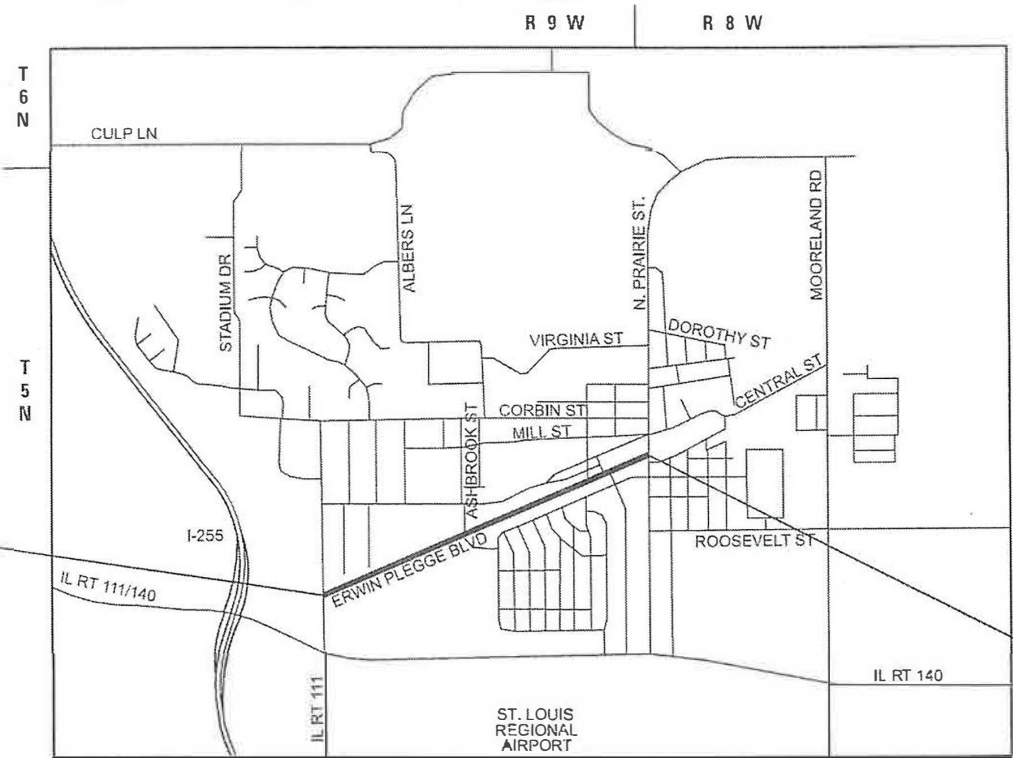 R 9 W
R 8 W
T
6
N
CULP LN
MOORELAND RD
N. PRAIRIE ST.
ALBERS LN
STADIUM DR
VIRGINIA ST
DOROTHY ST
T
5
N
CENTRAL ST
CORBIN ST
MILL ST
ASHBROOK ST
I-255
ERWIN PLEGGE BLVD
ROOSEVELT ST
IL RT 111/140
IL RT 140
IL RT 111
ST. LOUIS
REGIONAL
AIRPORT